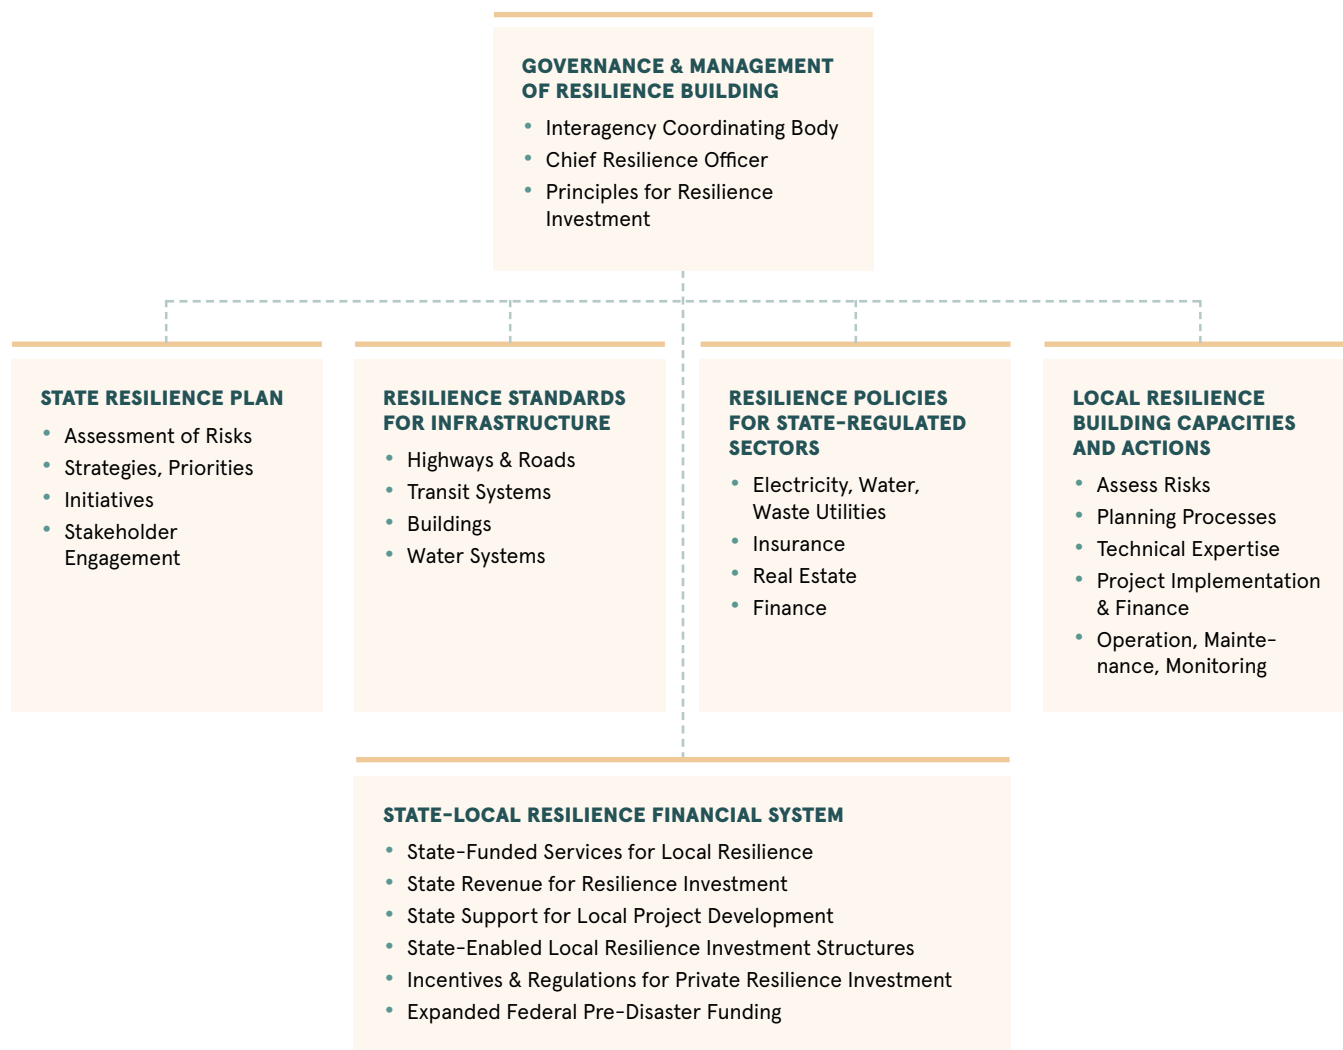 GOVERNANCE & MANAGEMENT
OF RESILIENCE BUILDING
• Interagency Coordinating Body
• Chief Resilience Officer
• Principles for Resilience
Investment
STATE RESILIENCE PLAN
• Assessment of Risks
• Strategies, Priorities
• Initiatives
• Stakeholder
Engagement
RESILIENCE STANDARDS
FOR INFRASTRUCTURE
• Highways & Roads
• Transit Systems
• Buildings
• Water Systems
RESILIENCE POLICIES
FOR STATE-REGULATED
SECTORS
• Electricity, Water,
Waste Utilities
• Insurance
• Real Estate
• Finance
LOCAL RESILIENCE
BUILDING CAPACITIES
AND ACTIONS
• Assess Risks
• Planning Processes
• Technical Expertise
• Project Implementation
& Finance
• Operation, Mainte-
nance, Monitoring
STATE-LOCAL RESILIENCE FINANCIAL SYSTEM
• State-Funded Services for Local Resilience
• State Revenue for Resilience Investment
• State Support for Local Project Development
• State-Enabled Local Resilience Investment Structures
• Incentives & Regulations for Private Resilience Investment
• Expanded Federal Pre-Disaster Funding